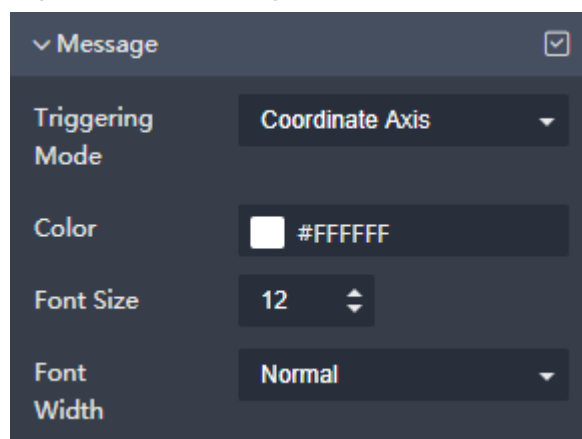 Message
Triggering Mode
Coordinate Axis
Color
#FFFFFF
Font Size
12
Font Width
Normal